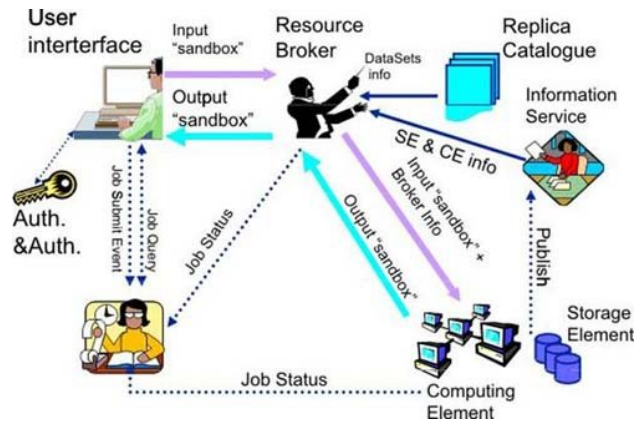 User
interterface
Input
“sandbox”
Output
“sandbox”
Resource
Broker
DataSets
info
Replica
Catalogue
Information
Service
SE & CE info
Input “sandbox” +
Broker Info
Output “sandbox”
Publish
Auth.
&Auth.
Job Submit Event
Job Query
Job Status
Storage
Element
Job Status
Computing
Element